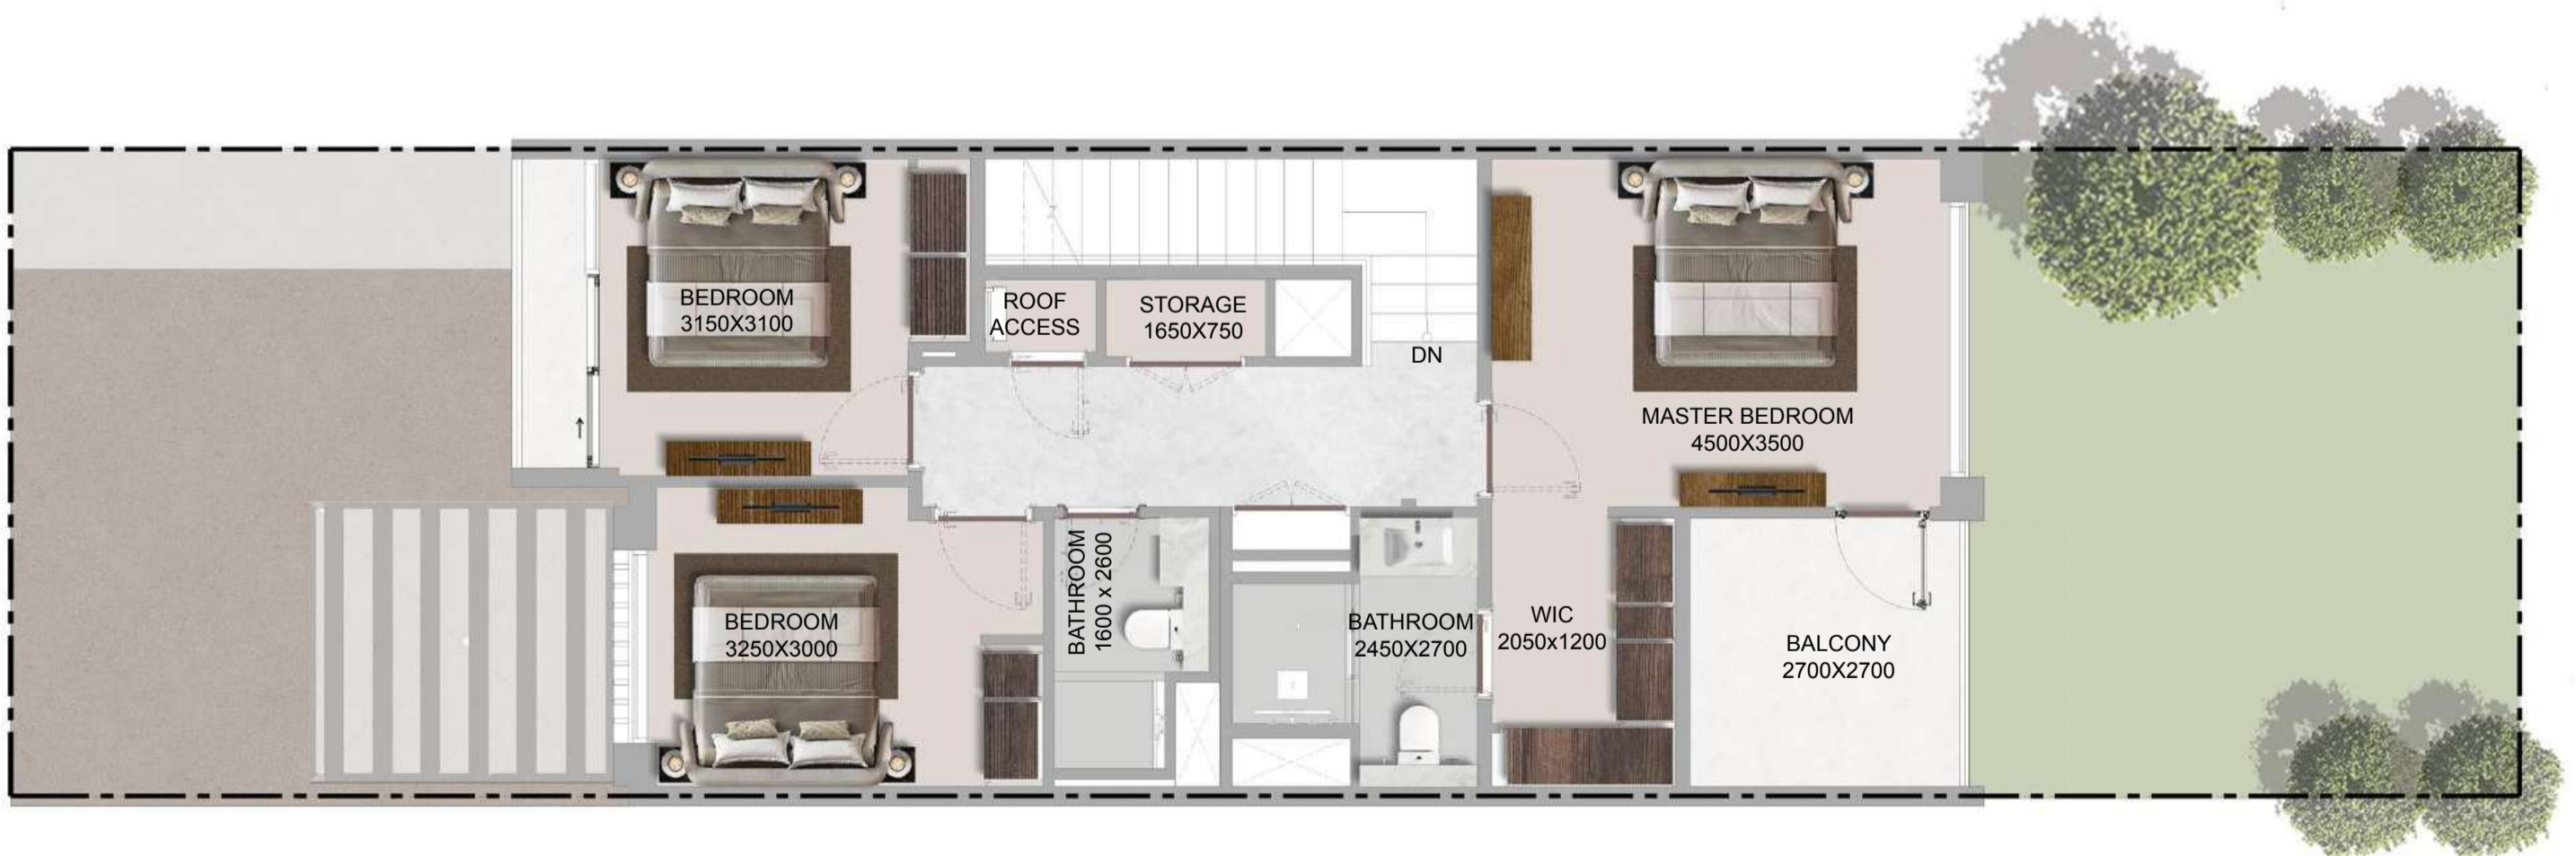 BEDROOM
3150X3100
ROOF
ACCESS
STORAGE
1650X750
DN
MASTER BEDROOM
4500X3500
BEDROOM
3250X3000
BATHROOM
1600 x 2600
BATHROOM
2450X2700
WIC
2050x1200
BALCONY
2700X2700